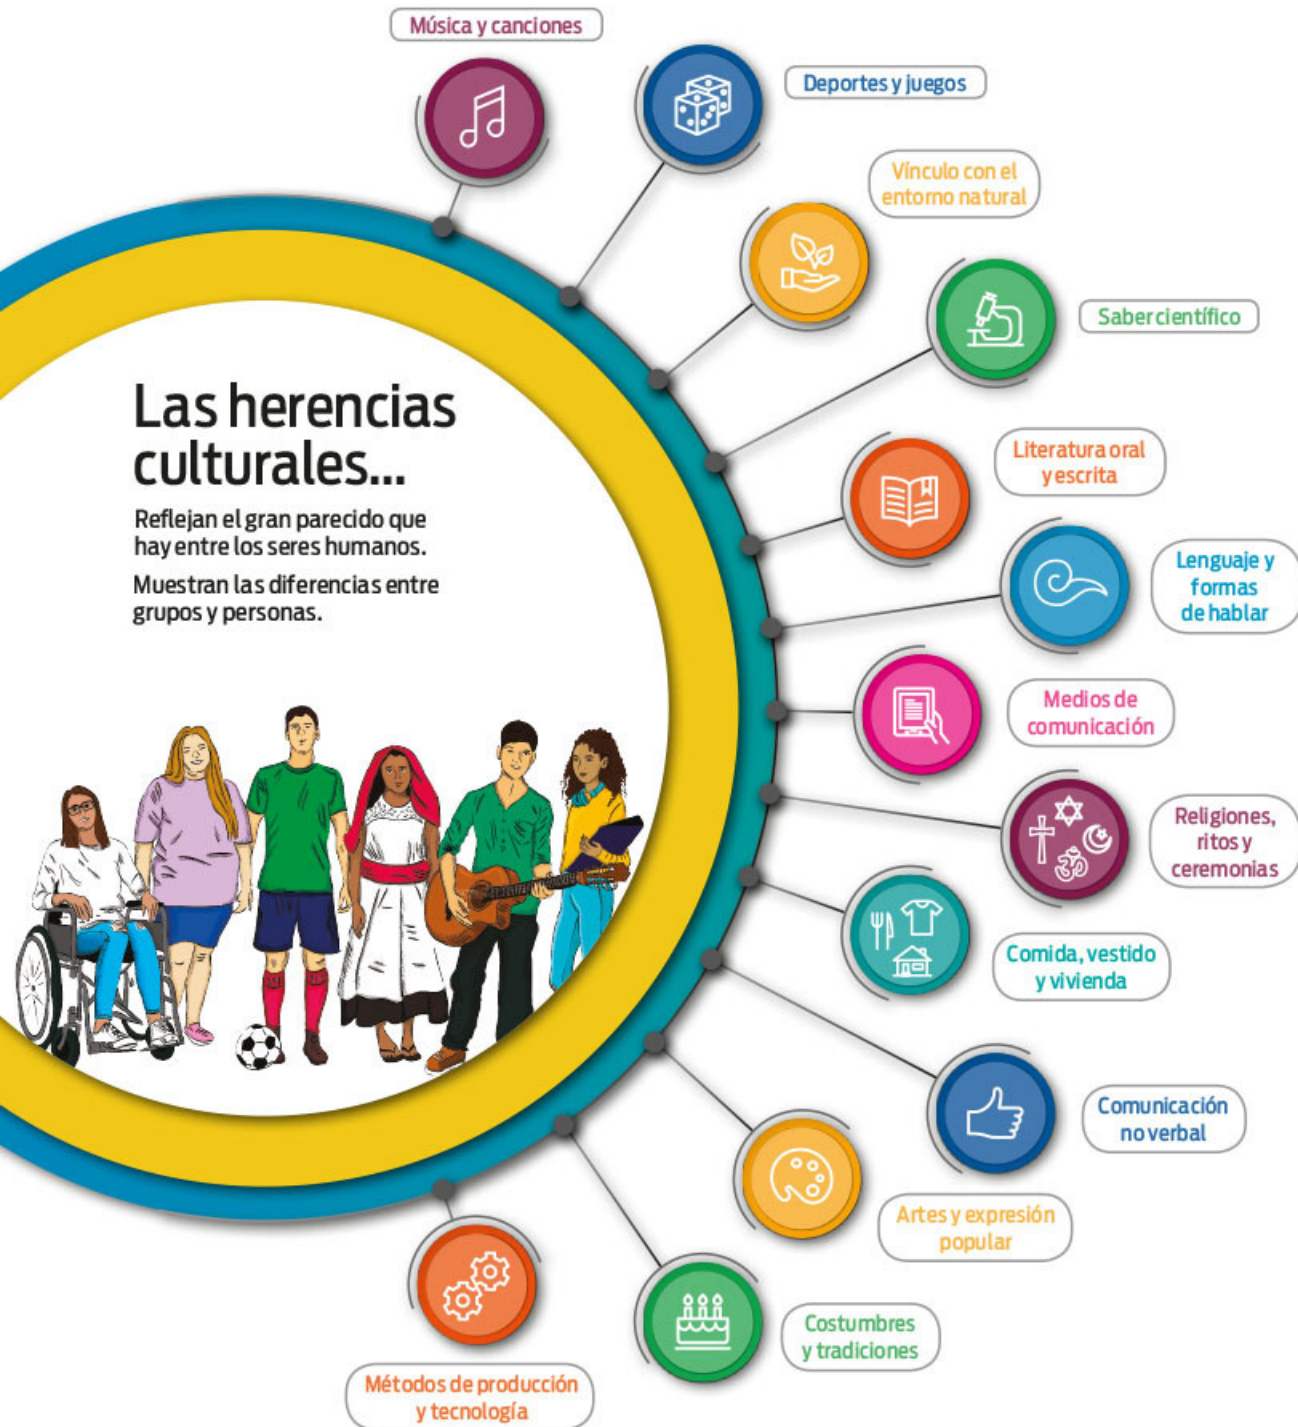 Música y canciones
Deportes y juegos
Vínculo con el
entorno natural
Saber científico
Las herencias
culturales...
Reflejan el gran parecido que
hay entre los seres humanos.
Muestran las diferencias entre
grupos y personas.
Literatura oral
y escrita
Lenguaje y
formas
de hablar
Medios de
comunicación
Religiones,
ritos y
ceremonias
Comida, vestido
y vivienda
Comunicación
no verbal
Artes y expresión
popular
Costumbres
y tradiciones
Métodos de producción
y tecnología